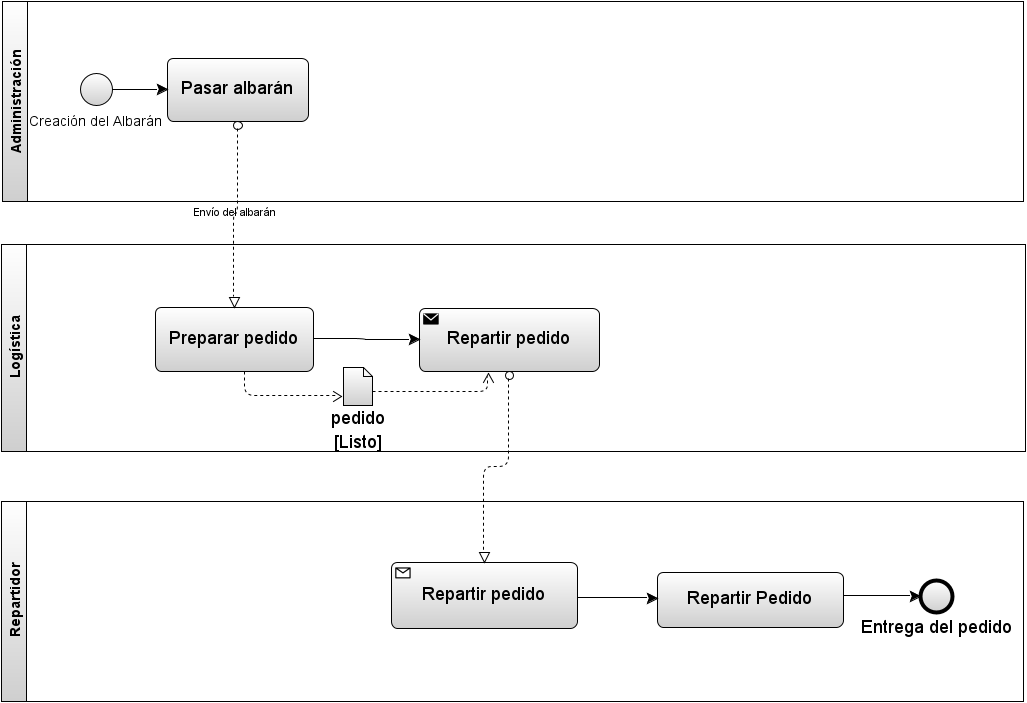 Administración
Pasar albarán
Creación del Albarán
Envío del albarán
Logística
Preparar pedido
Repartir pedido
pedido
[Listo]
Repartidor
Repartir pedido
Repartir Pedido
Entrega del pedido